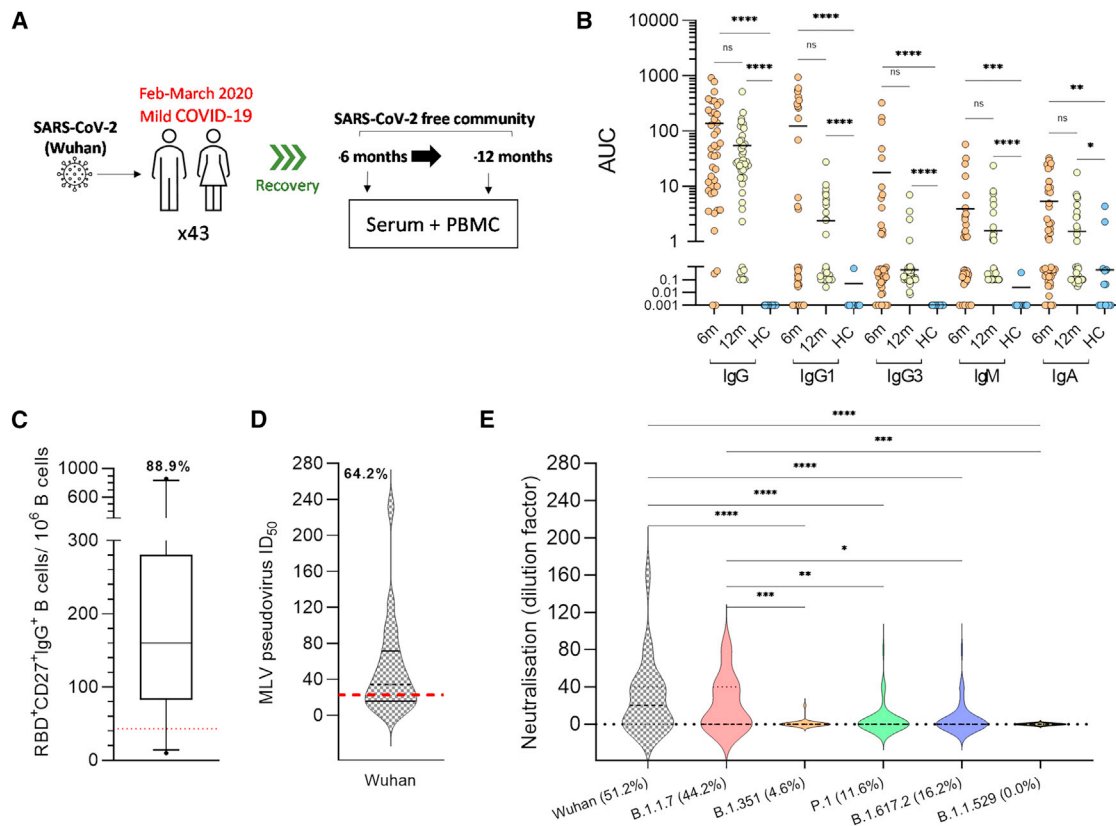 A
Feb-March 2020
Mild COVID-19
SARS-CoV-2
(Wuhan)
x43
Recovery
SARS-CoV-2 free community
-6 months
-12 months
Serum + PBMC
B
AUC
10000
1000
100
10
1
0.1
0.01
0.001
**** **** **** *** **
ns ns ns ns ns
**** **** **** **** *
6m 12m HC 6m 12m HC 6m 12m HC 6m 12m HC 6m 12m HC
IgG IgG1 IgG3 IgM IgA
C
RBD+CD27+IgG+ B cells/ 10⁶ B cells
88.9%
1000
800
600
300
200
100
0
D
MLV pseudovirus ID₅₀
64.2%
280
240
200
160
120
80
40
0
Wuhan
E
Neutralisation (dilution factor)
280
240
200
160
120
80
40
0
****
***
****
****
****
*
**
***
Wuhan (51.2%)
B.1.1.7 (44.2%)
B.1.351 (4.6%)
P.1 (11.6%)
B.1.617.2 (16.2%)
B.1.1.529 (0.0%)